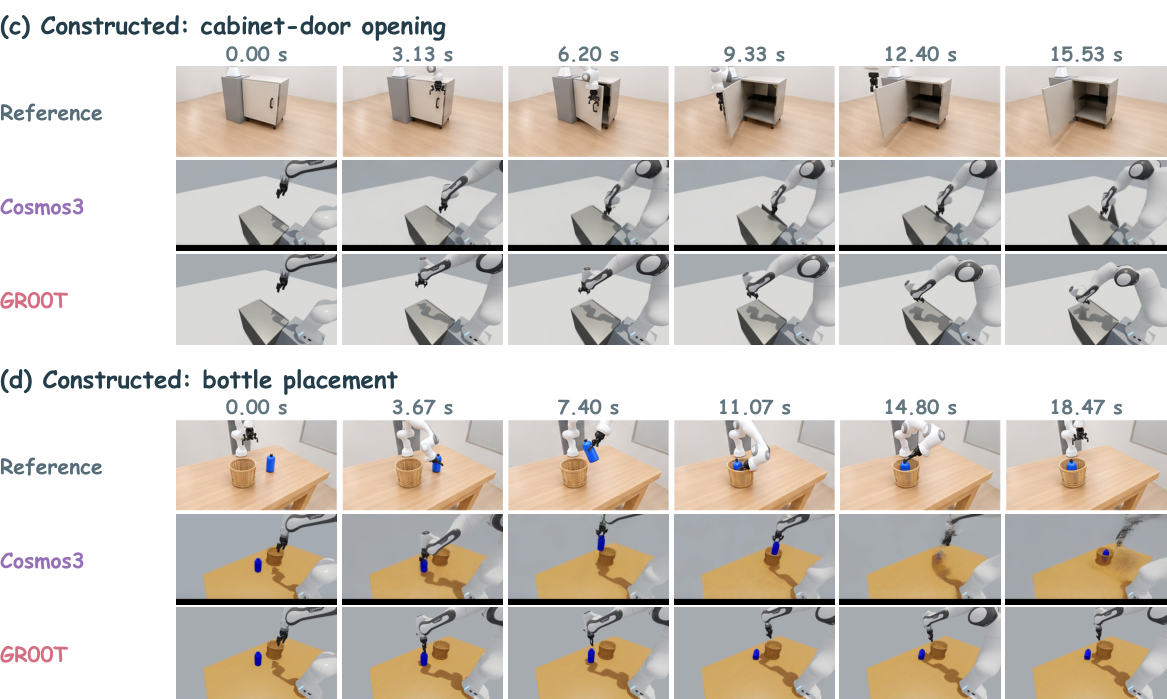 (c) Constructed: cabinet-door opening
0.00 s 3.13 s 6.20 s 9.33 s 12.40 s 15.53 s
Reference
Cosmos3
GR00T
(d) Constructed: bottle placement
0.00 s 3.67 s 7.40 s 11.07 s 14.80 s 18.47 s
Reference
Cosmos3
GR00T